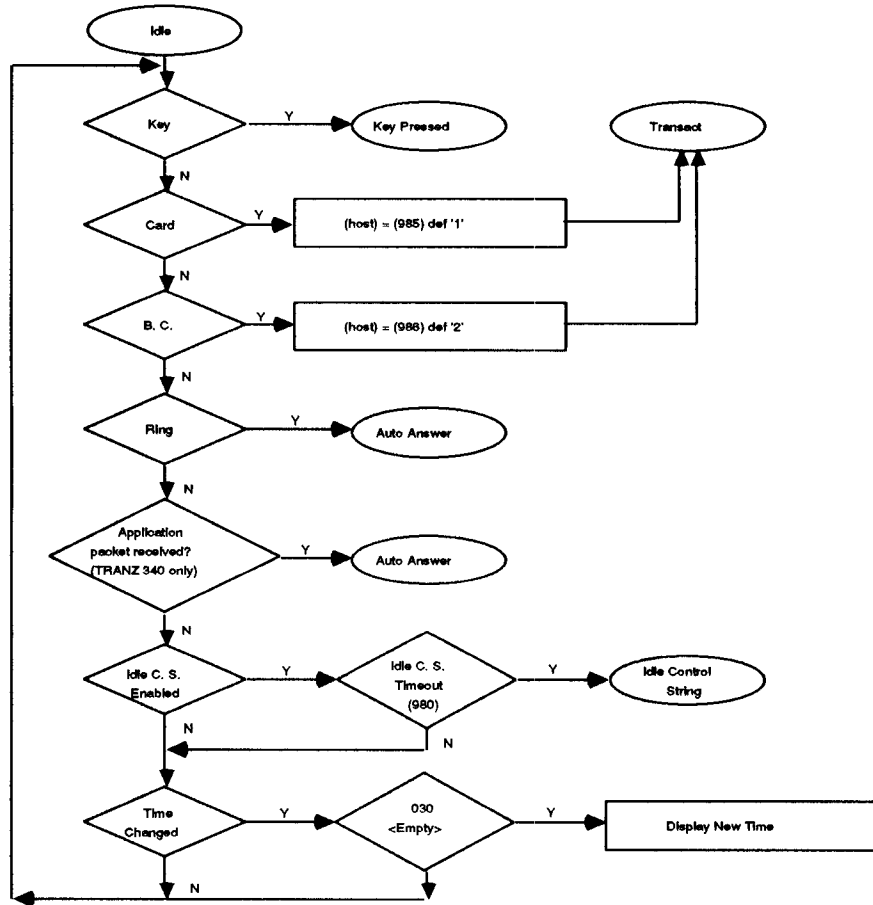 Idle
Key
Y
Key Pressed
Transact
N
Card
Y
(host) = (985) def '1'
N
B. C.
Y
(host) = (986) def '2'
N
Ring
Y
Auto Answer
N
Application
packet received?
(TRANZ 340 only)
Y
Auto Answer
N
Idle C. S.
Enabled
Y
Idle C. S.
Timeout
(980)
Y
Idle Control
String
N
N
Time
Changed
Y
030
<Empty>
Y
Display New Time
N